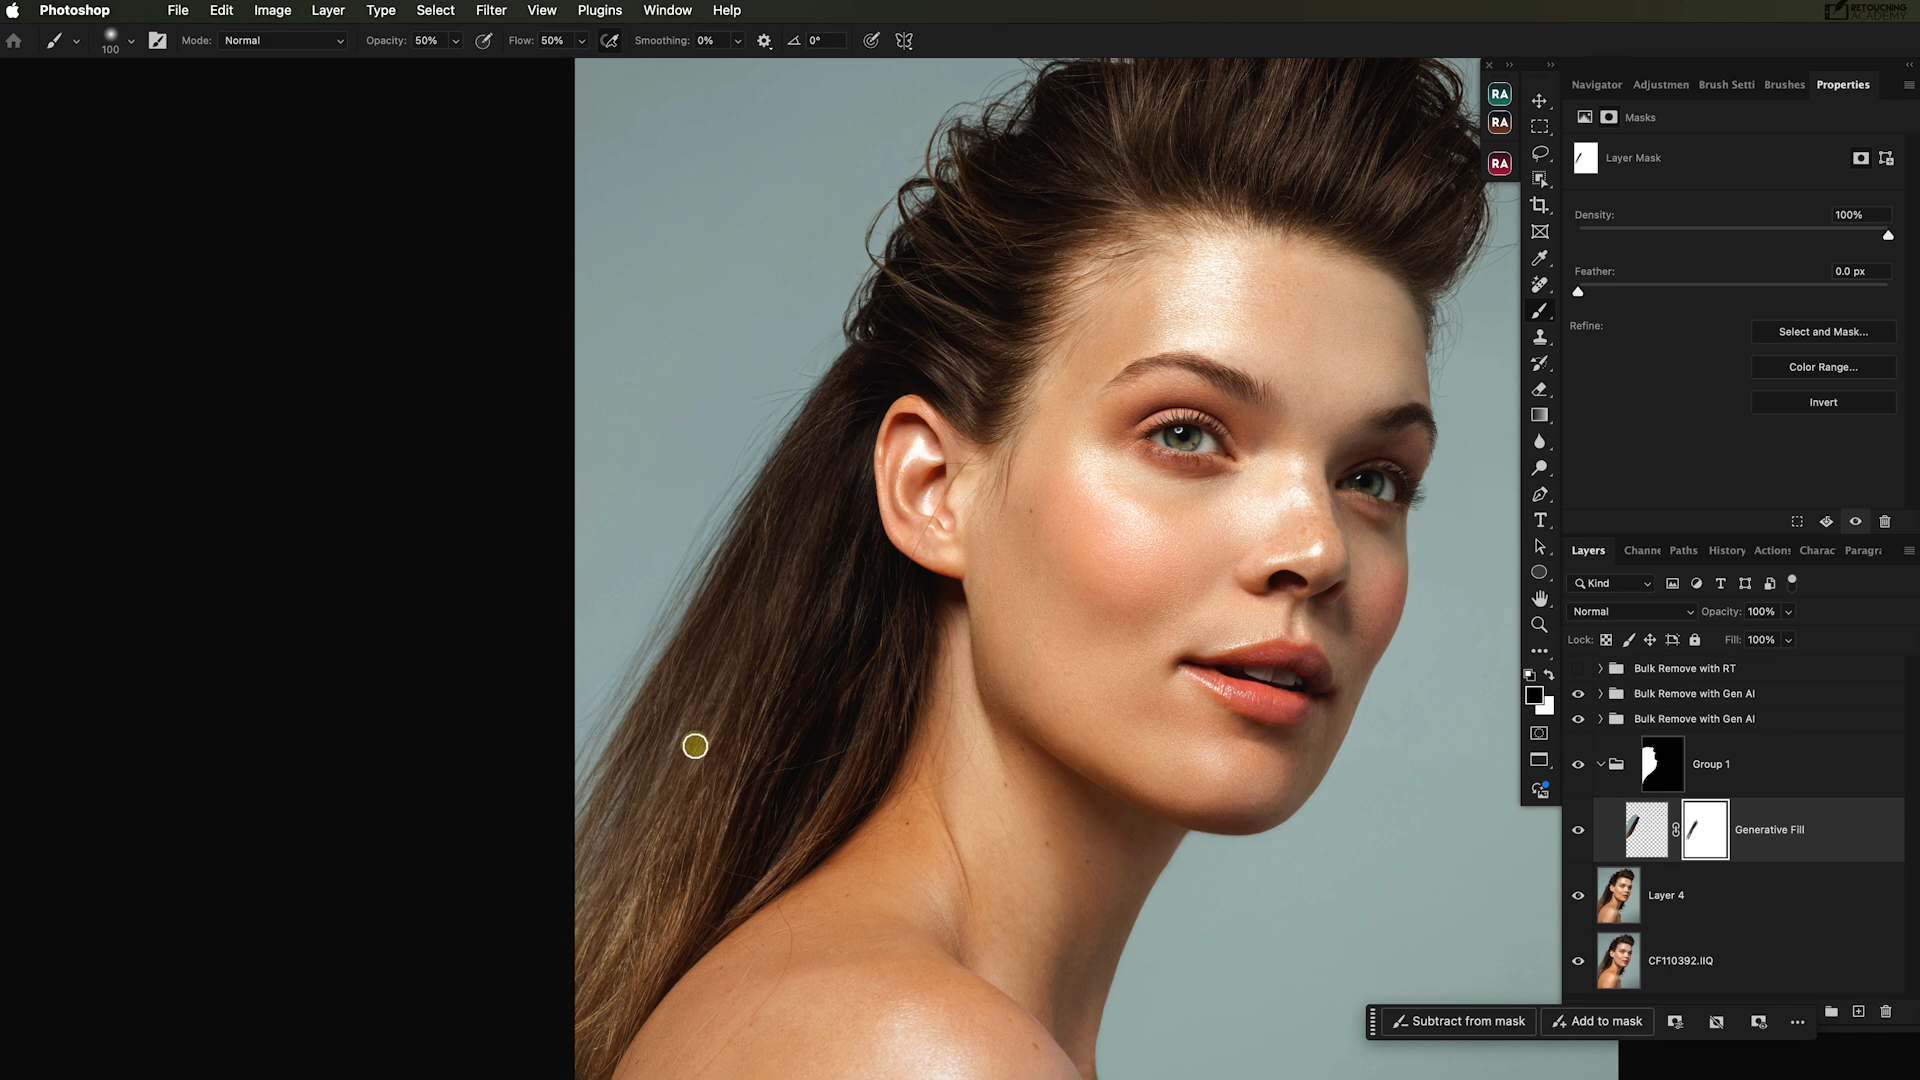 Photoshop File Edit Image Layer Type Select Filter View Plugins Window Help
RETOUCHING
ACADEMY
100 Mode: Normal Opacity: 50% Flow: 50% Smoothing: 0% 0°
RA
RA
RA
Navigator Adjustmen Brush Setti Brushes Properties
Masks
Layer Mask
Density: 100%
Feather: 0.0 px
Refine:
Select and Mask...
Color Range...
Invert
Layers Channe Paths History Actions Charac Paragra
Kind
Normal Opacity: 100%
Lock: Fill: 100%
Bulk Remove with RT
Bulk Remove with Gen AI
Bulk Remove with Gen AI
Group 1
Generative Fill
Layer 4
CF110392.IIQ
Subtract from mask Add to mask